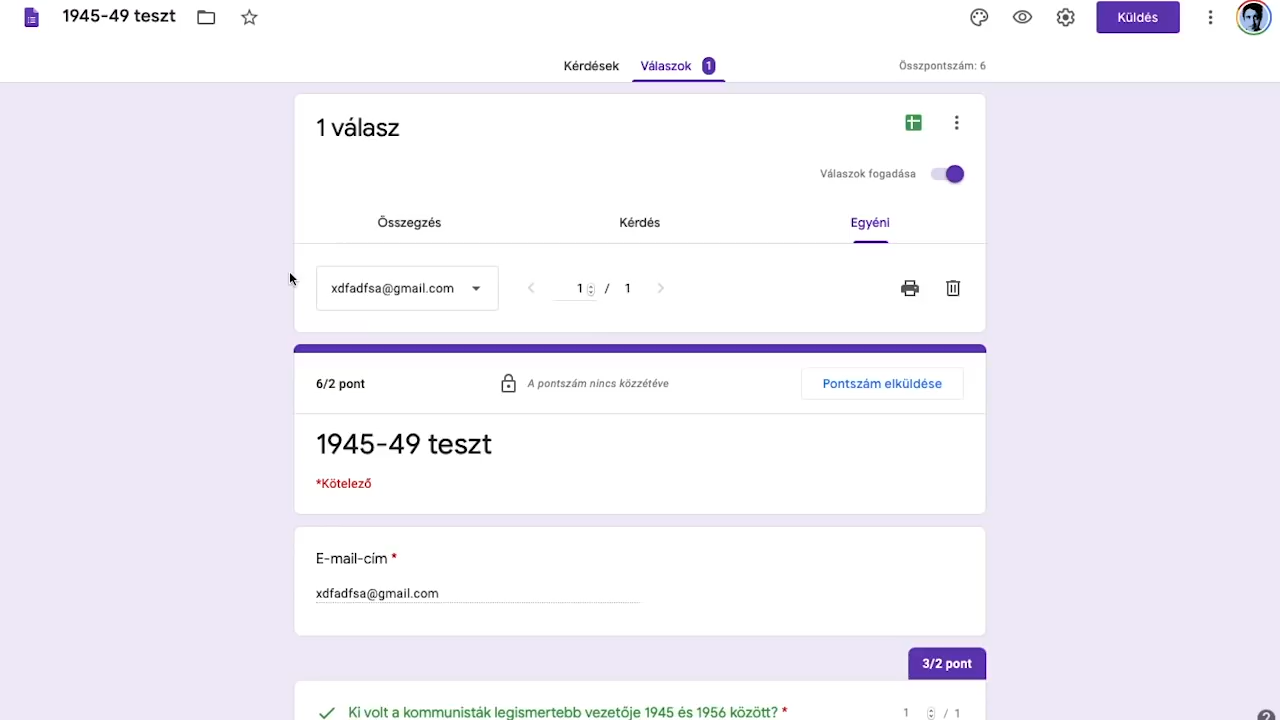 1945-49 teszt
Küldés
Kérdések
Válaszok 1
Összpontszám: 6
1 válasz
Válaszok fogadása
Összegzés
Kérdés
Egyéni
xdfadfsa@gmail.com
1 / 1
6/2 pont
A pontszám nincs közzétéve
Pontszám elküldése
1945-49 teszt
*Kötelező
E-mail-cím *
xdfadfsa@gmail.com
3/2 pont
Ki volt a kommunisták legismertebb vezetője 1945 és 1956 között? *
1 / 1